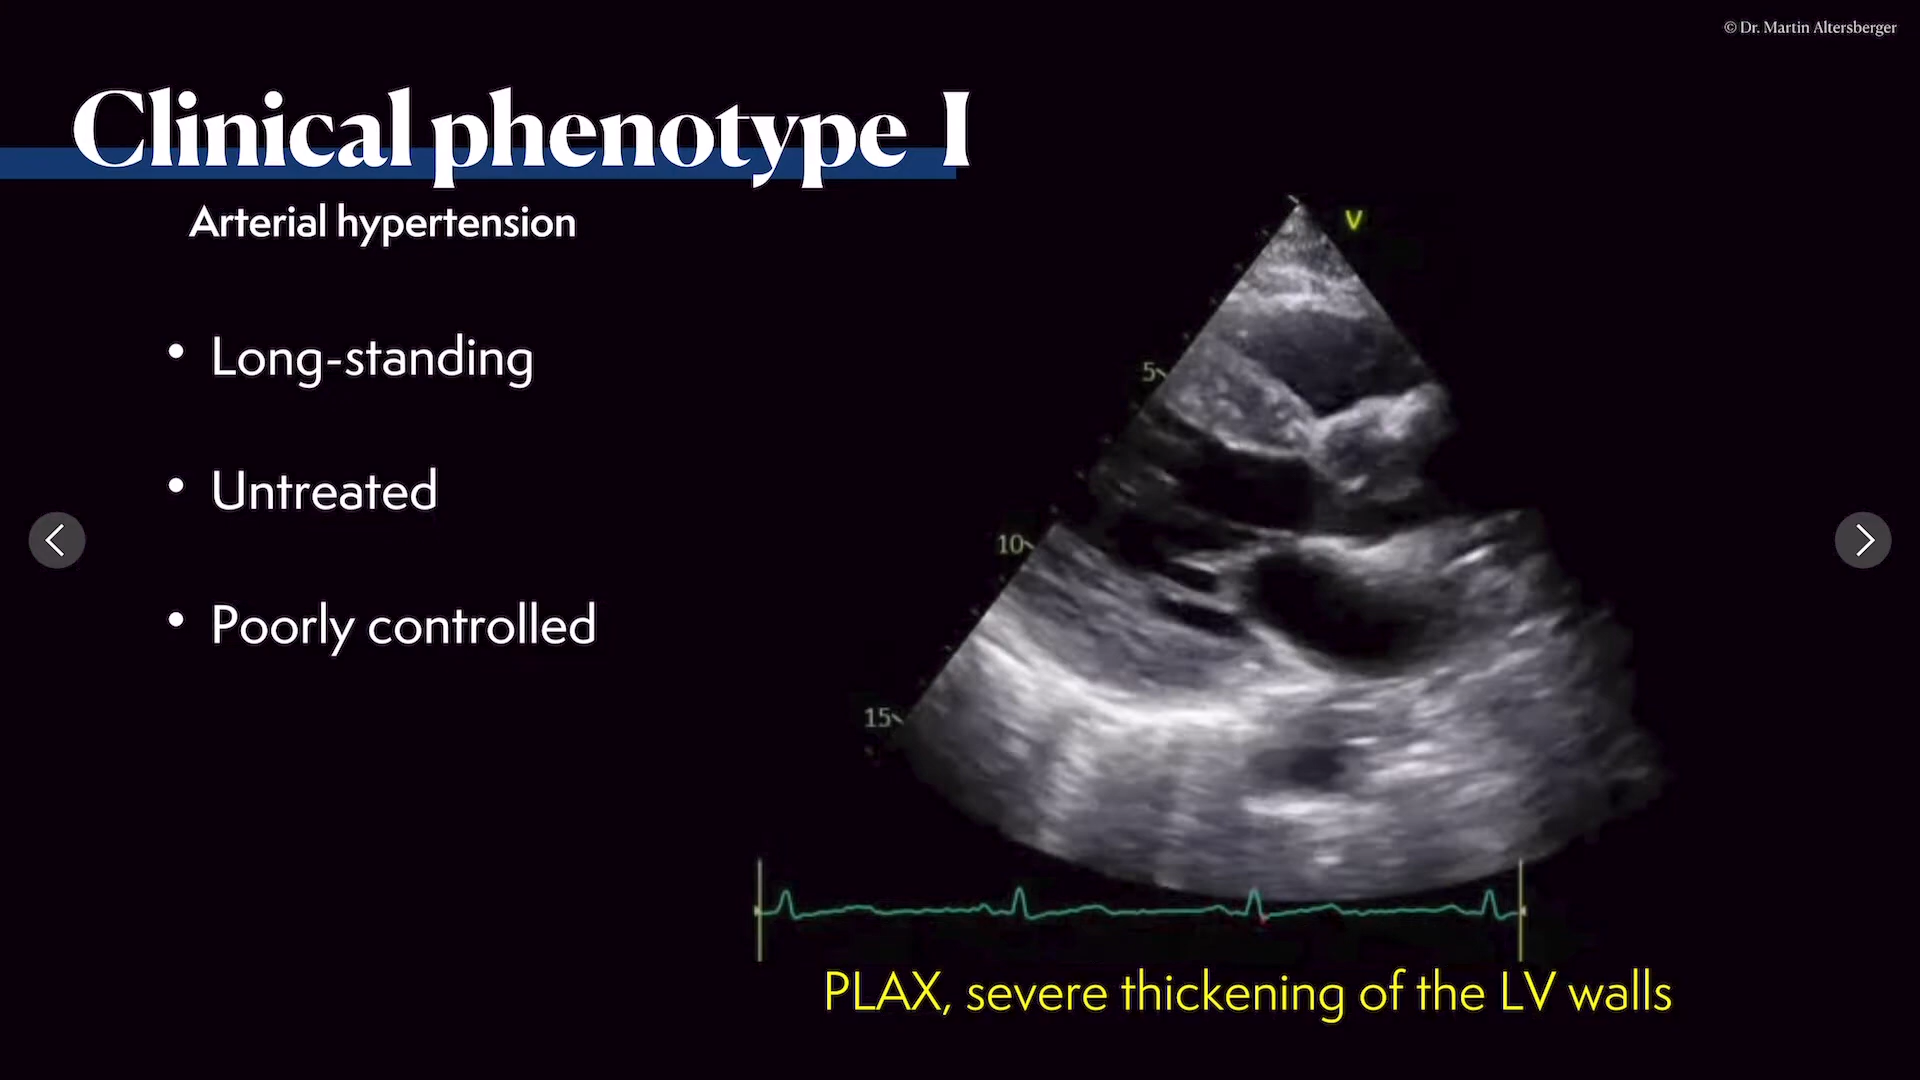 © Dr. Martin Altersberger
Clinical phenotype I
Arterial hypertension
• Long-standing
• Untreated
• Poorly controlled
V
5
10
15
PLAX, severe thickening of the LV walls